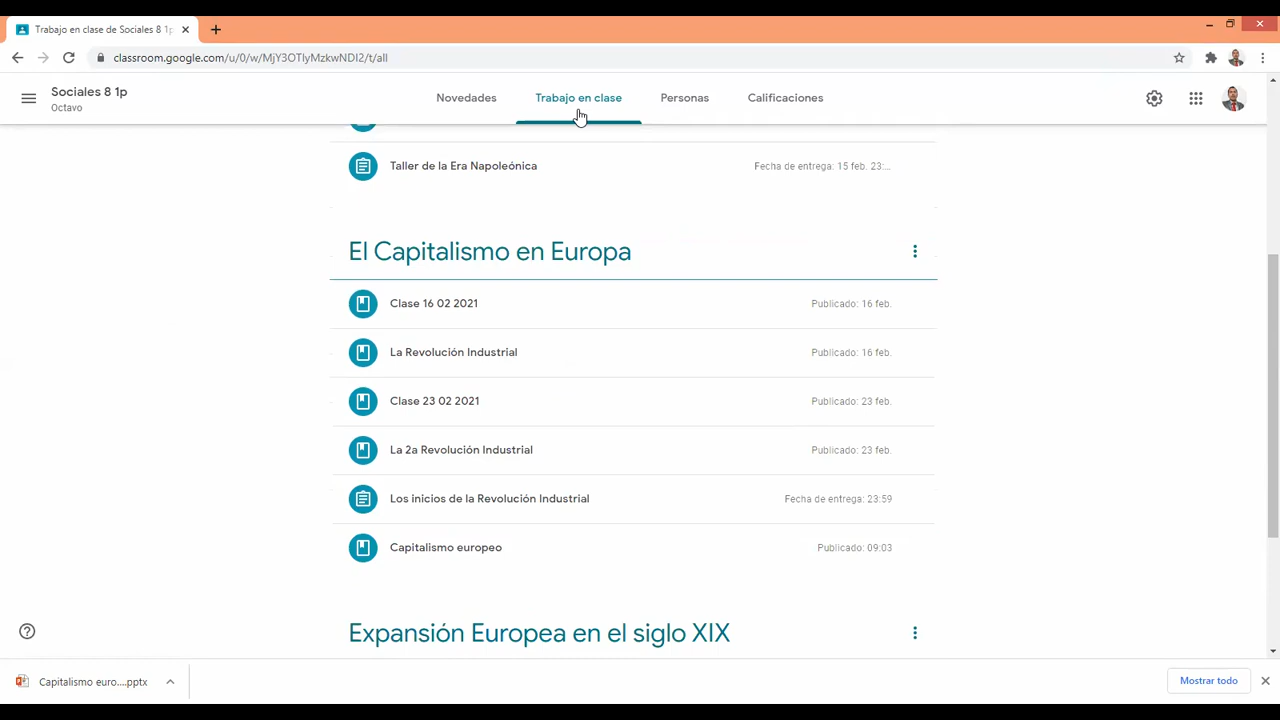 Trabajo en clase de Sociales 8 1p
classroom.google.com/u/0/w/MjY3OTIyMzkwNDI2/t/all
Sociales 8 1p
Octavo
Novedades
Trabajo en clase
Personas
Calificaciones
Taller de la Era Napoleónica
Fecha de entrega: 15 feb. 23:...
El Capitalismo en Europa
Clase 16 02 2021
Publicado: 16 feb.
La Revolución Industrial
Publicado: 16 feb.
Clase 23 02 2021
Publicado: 23 feb.
La 2a Revolución Industrial
Publicado: 23 feb.
Los inicios de la Revolución Industrial
Fecha de entrega: 23:59
Capitalismo europeo
Publicado: 09:03
Expansión Europea en el siglo XIX
Capitalismo euro....pptx
Mostrar todo